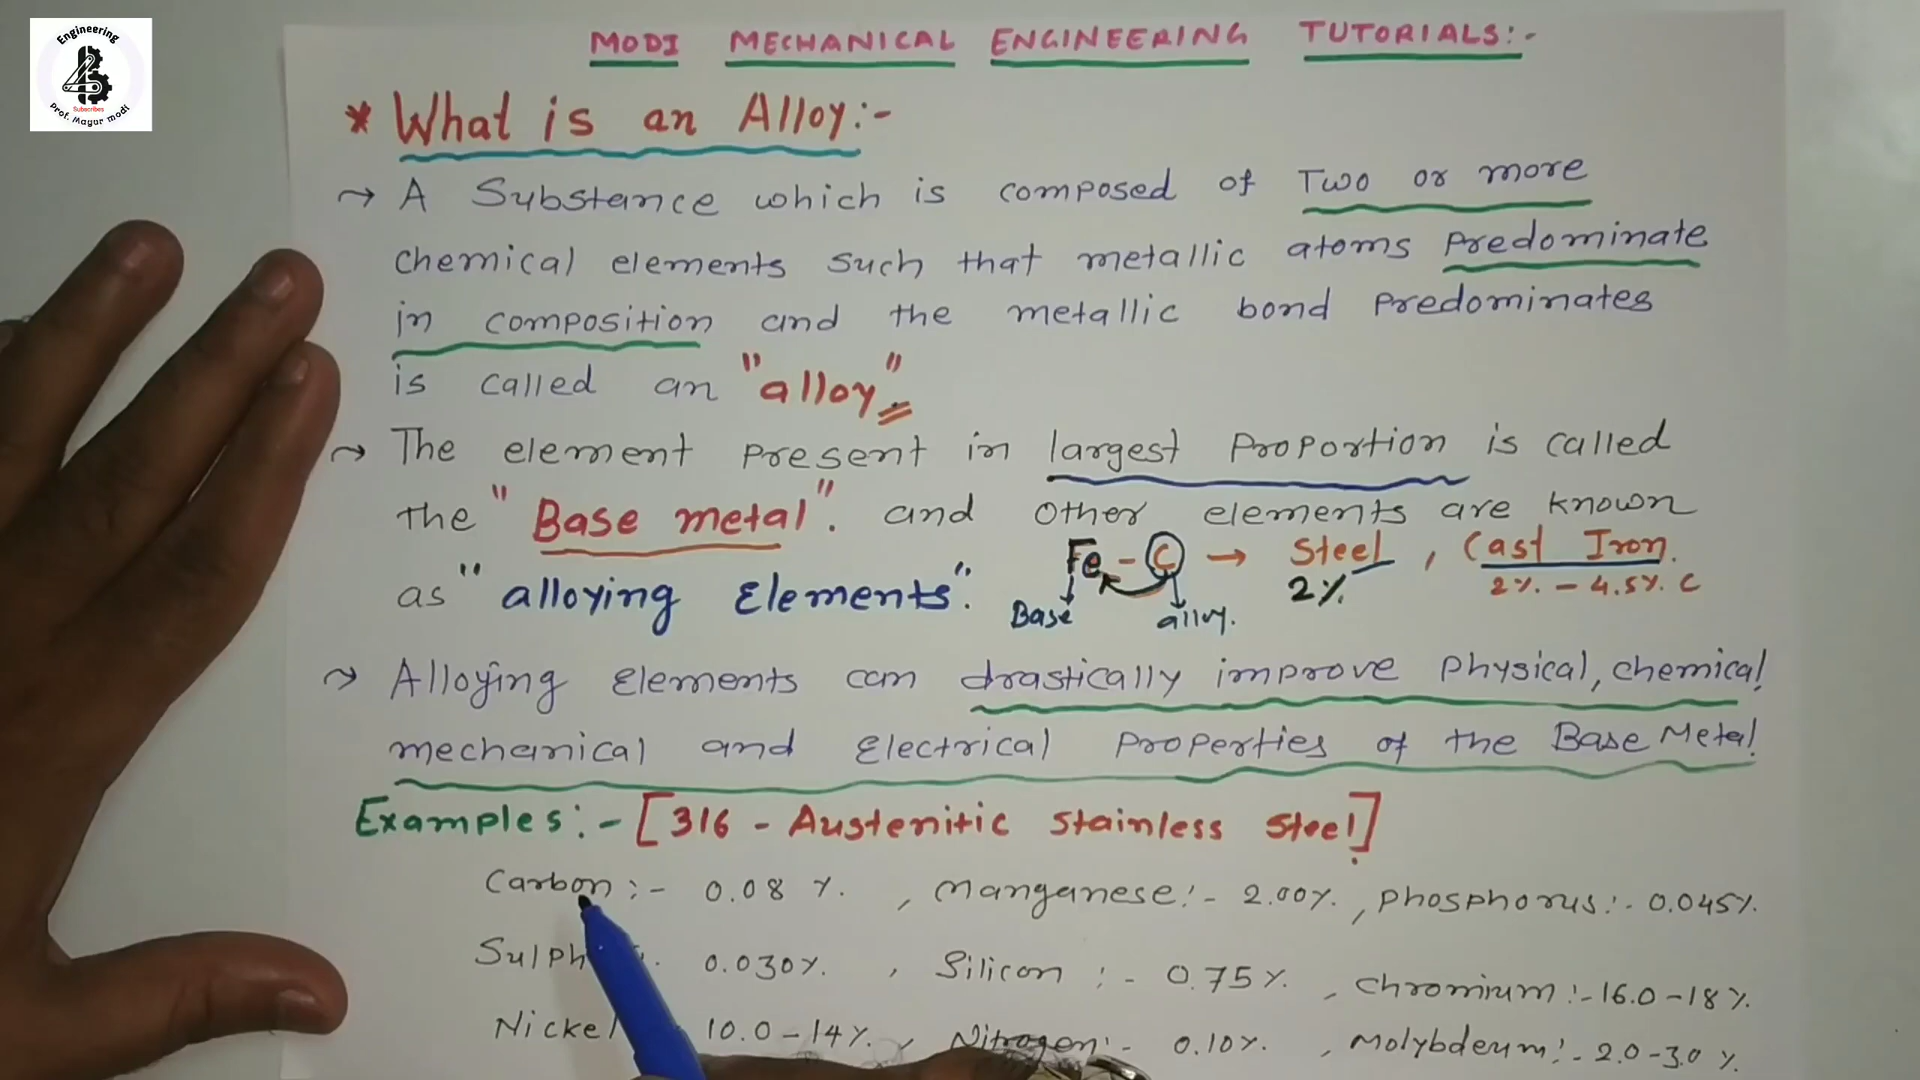 Engineering
Subscribes
Prof. Mayur modi
MODI MECHANICAL ENGINEERING TUTORIALS:-
* What is an Alloy:-
→ A Substance which is composed of Two or more
chemical elements such that metallic atoms Predominate
in composition and the metallic bond Predominates
is called an "alloy"
→ The element Present in largest Proportion is called
the "Base metal". and other elements are known
as "alloying Elements".
Fe - C → Steel, Cast Iron.
2%. 2%. - 4.5%. C
Base alloy.
→ Alloying Elements can drastically improve Physical, chemical
mechanical and Electrical Properties of the Base Metal
Examples:- [316 - Austenitic Stainless Steel]
Carbon:- 0.08 %. , Manganese:- 2.00%. , Phosphorus:- 0.045%.
0.030%. , Silicon :- 0.75%. , Chromium:- 16.0-18%.
Nickel 10.0-14%. , Nitrogen:- 0.10%. , Molybdeum:- 2.0-3.0 %.